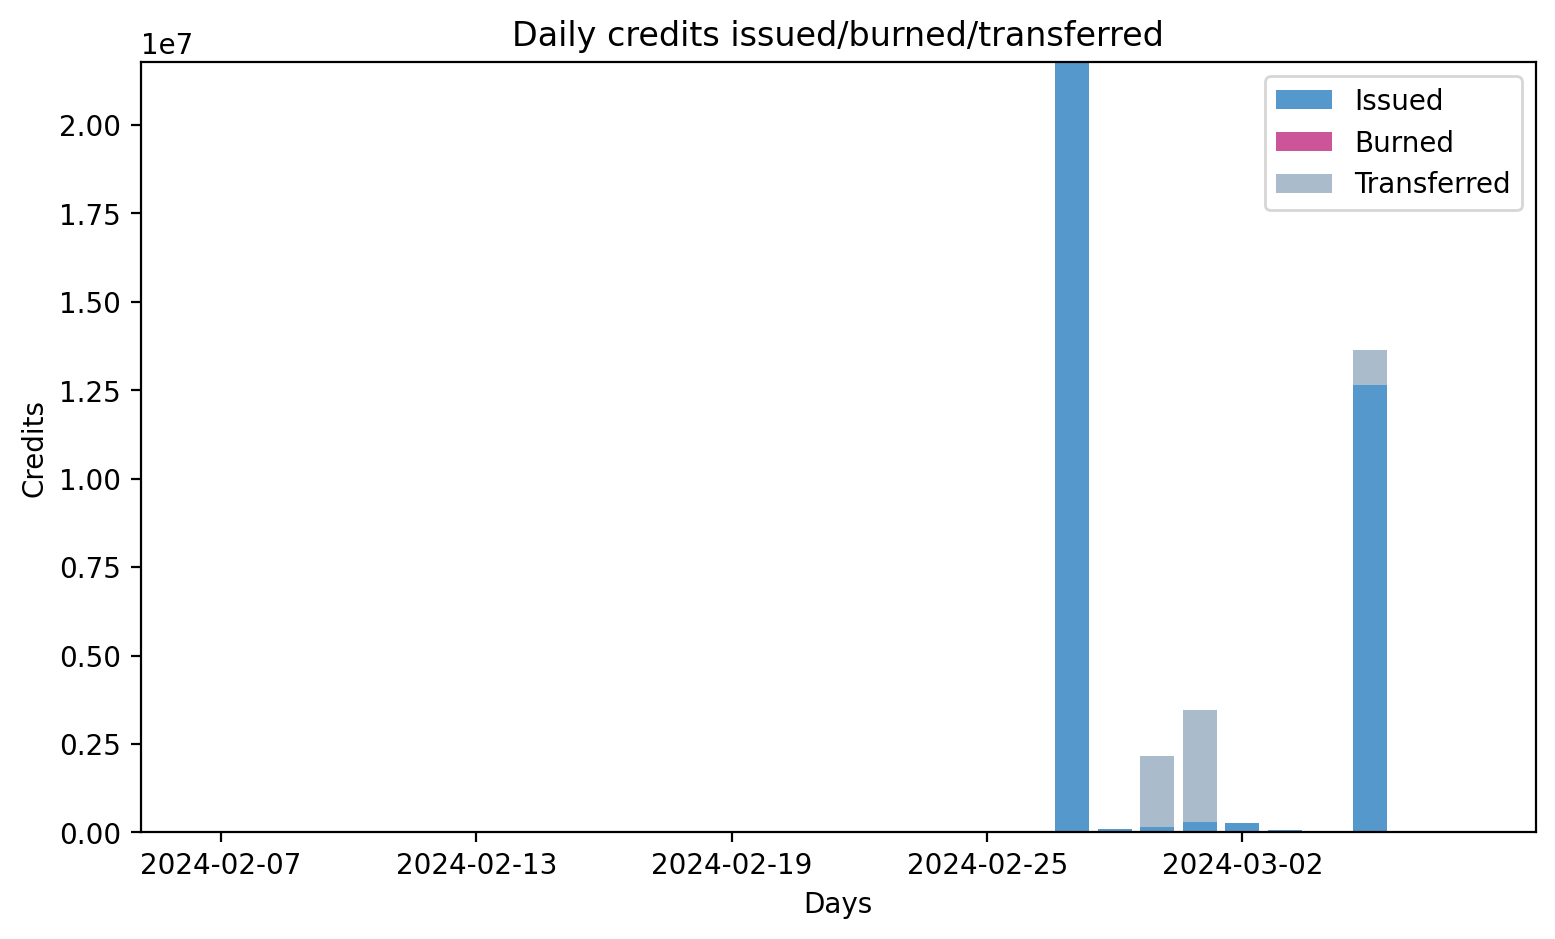 Daily credits issued/burned/transferred
1e7
2.00
1.75
1.50
1.25
1.00
0.75
0.50
0.25
0.00
Credits
Issued
Burned
Transferred
2024-02-07
2024-02-13
2024-02-19
2024-02-25
2024-03-02
Days